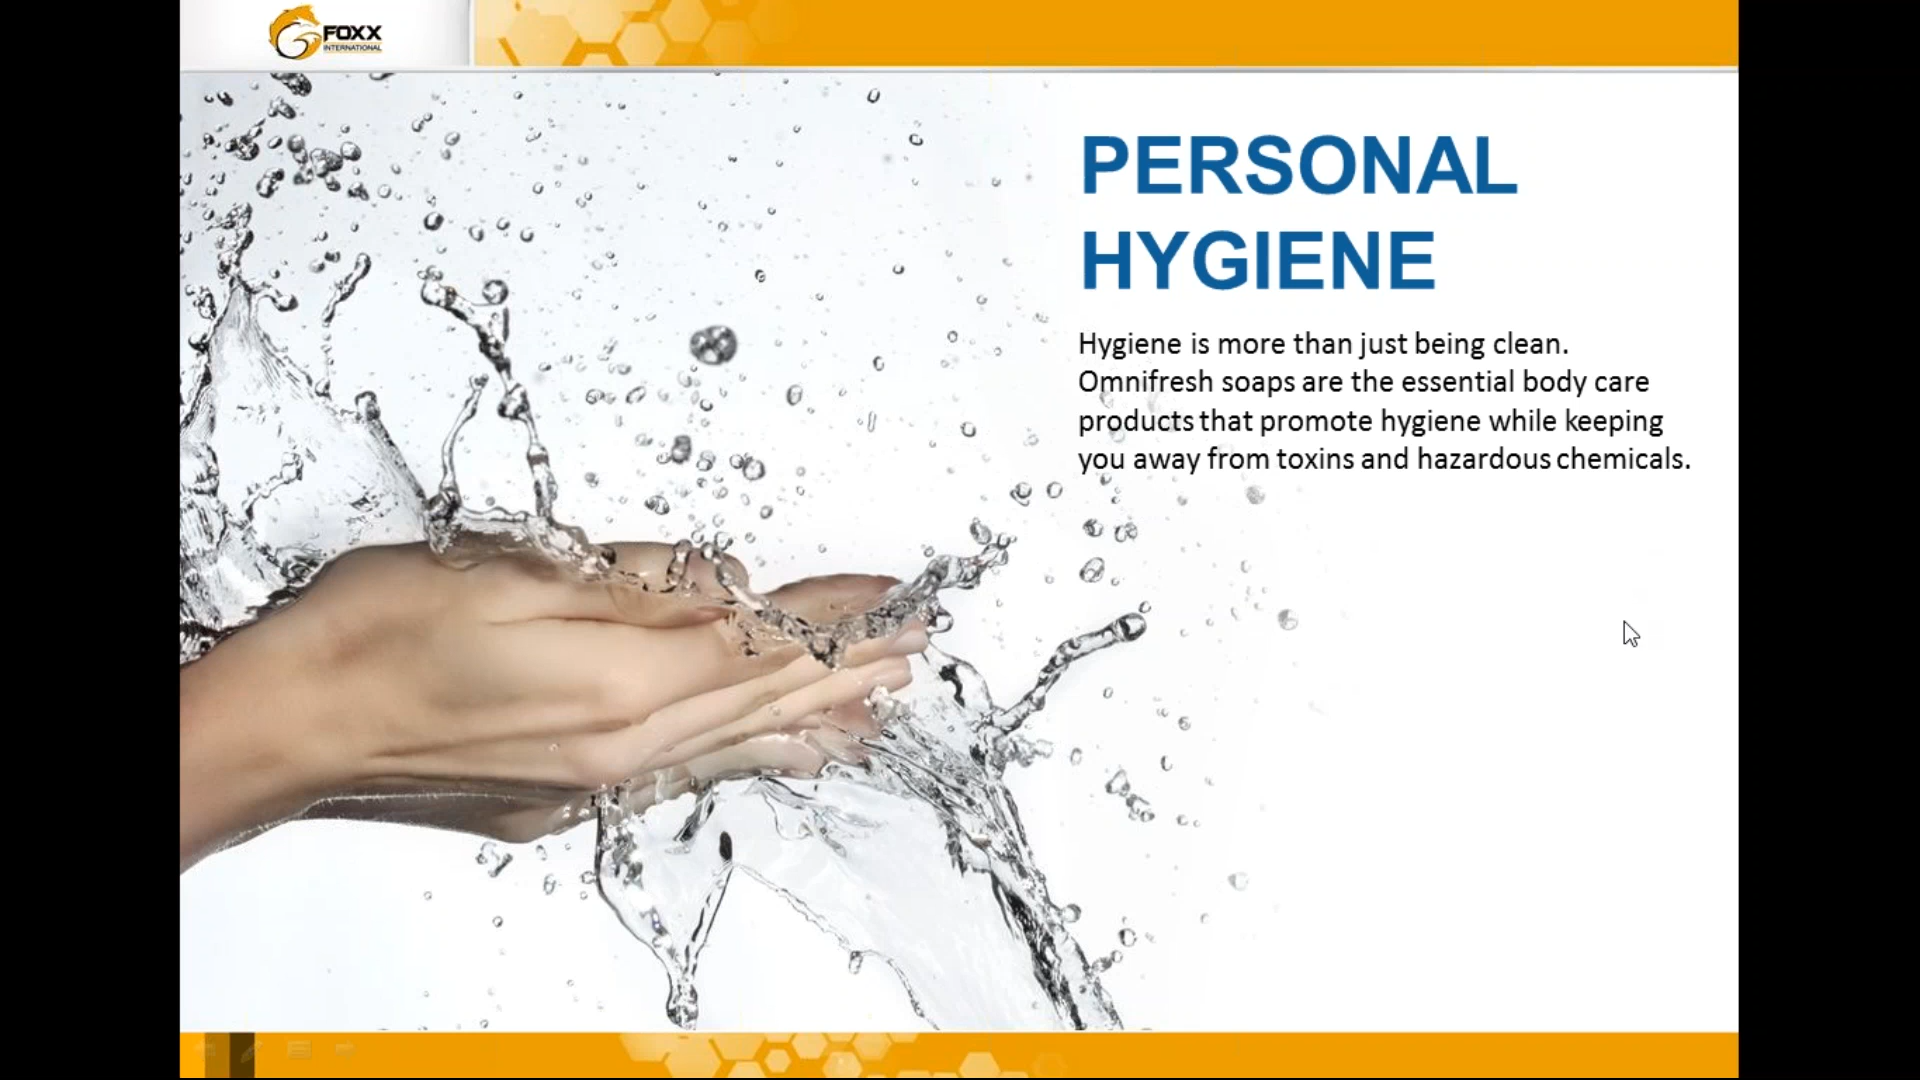 FOXX
INTERNATIONAL
PERSONAL
HYGIENE
Hygiene is more than just being clean.
Omnifresh soaps are the essential body care
products that promote hygiene while keeping
you away from toxins and hazardous chemicals.